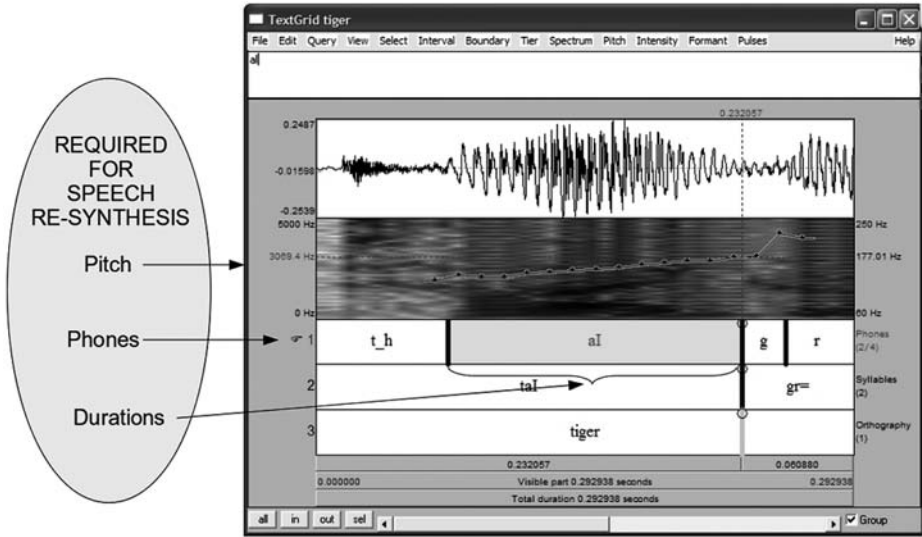 TextGrid tiger
File Edit Query View Select Interval Boundary Tier Spectrum Pitch Intensity Formant Pulses Help
aI
REQUIRED
FOR
SPEECH
RE-SYNTHESIS
Pitch
Phones
Durations
0.232057
0.2487
-0.01598
-0.2539
5000 Hz
3069.4 Hz
0 Hz
250 Hz
177.01 Hz
60 Hz
1 t_h aI g r Phones (2/4)
2 taI gr= Syllables (2)
3 tiger Orthography (1)
0.232057 0.060880
0.000000 Visible part 0.292938 seconds 0.292938
Total duration 0.292938 seconds
all in out sel Group